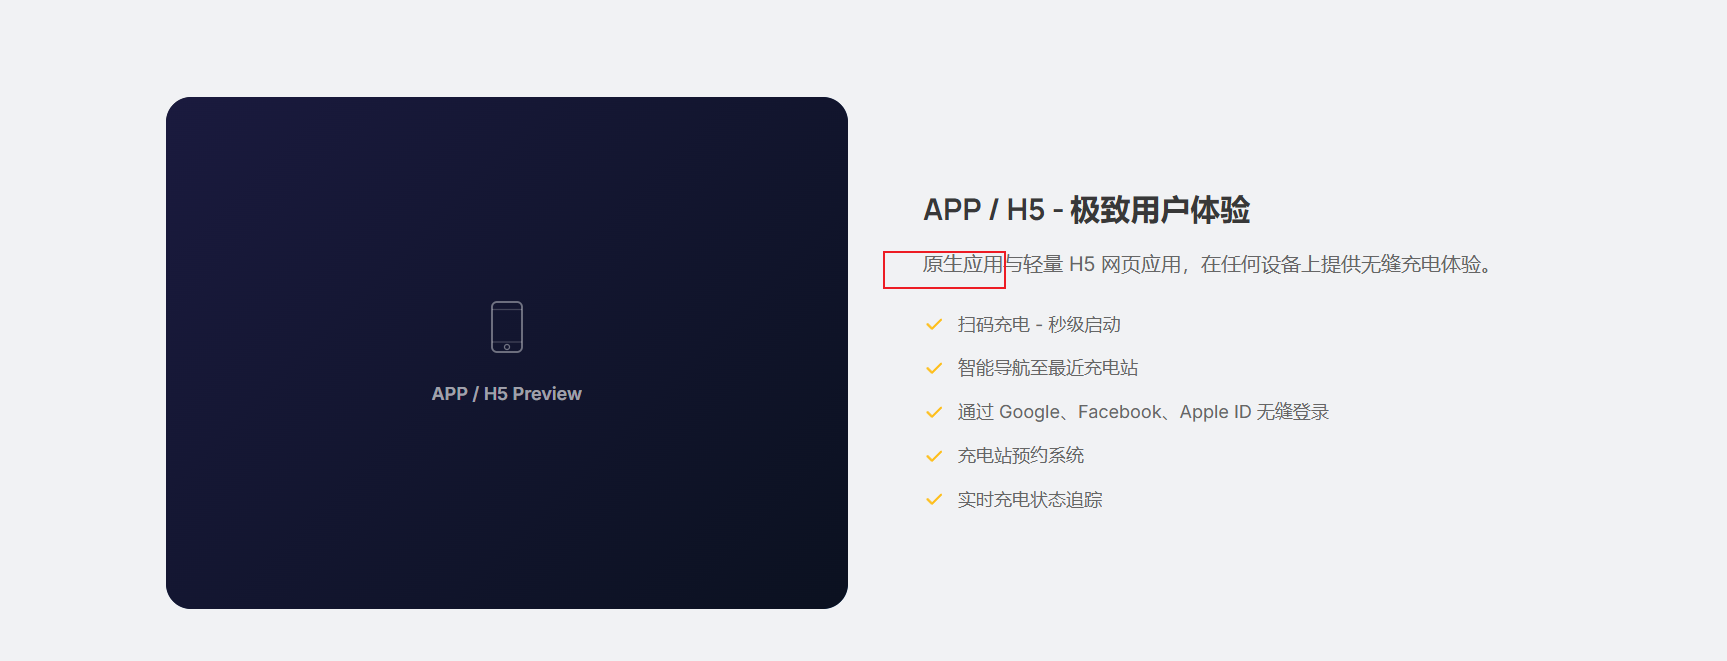 APP / H5 - 极致用户体验
原生应用与轻量 H5 网页应用，在任何设备上提供无缝充电体验。
扫码充电 - 秒级启动
智能导航至最近充电站
通过 Google、Facebook、Apple ID 无缝登录
充电站预约系统
实时充电状态追踪
APP / H5 Preview